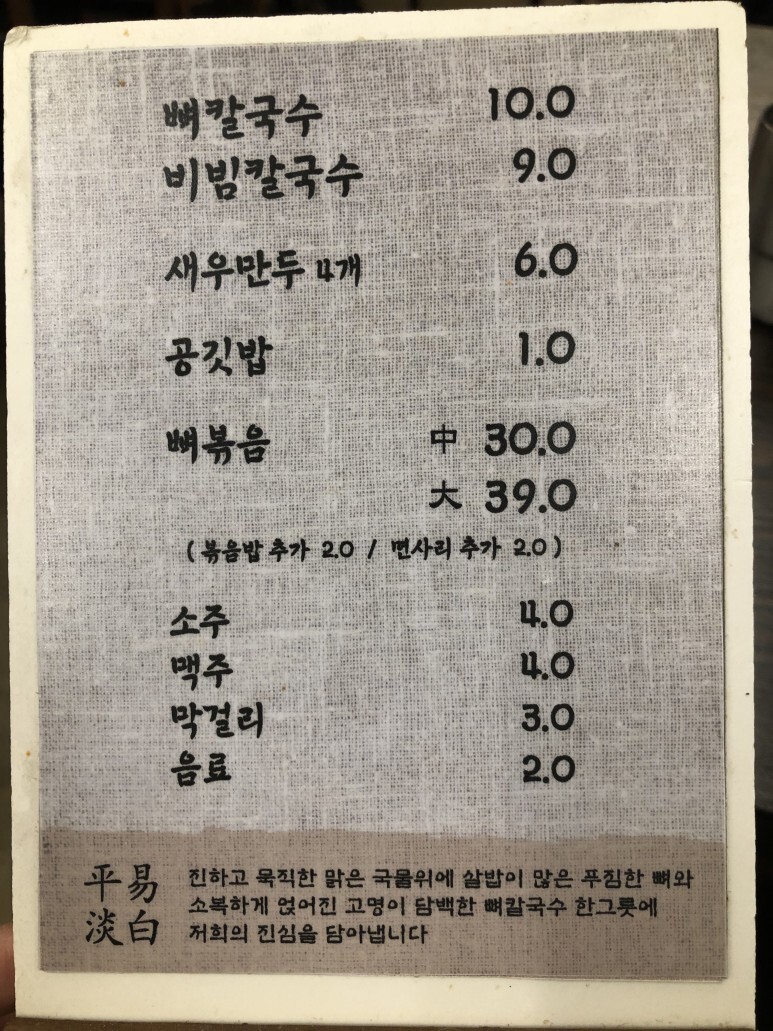 뼈칼국수 10.0
비빔칼국수 9.0
새우만두 4개 6.0
공깃밥 1.0
뼈볶음 中 30.0
大 39.0
( 볶음밥 추가 2.0 / 면사리 추가 2.0 )
소주 4.0
맥주 4.0
막걸리 3.0
음료 2.0
平易
淡白
진하고 묵직한 맑은 국물위에 살밥이 많은 푸짐한 뼈와
소복하게 얹어진 고명이 담백한 뼈칼국수 한그릇에
저희의 진심을 담아냅니다